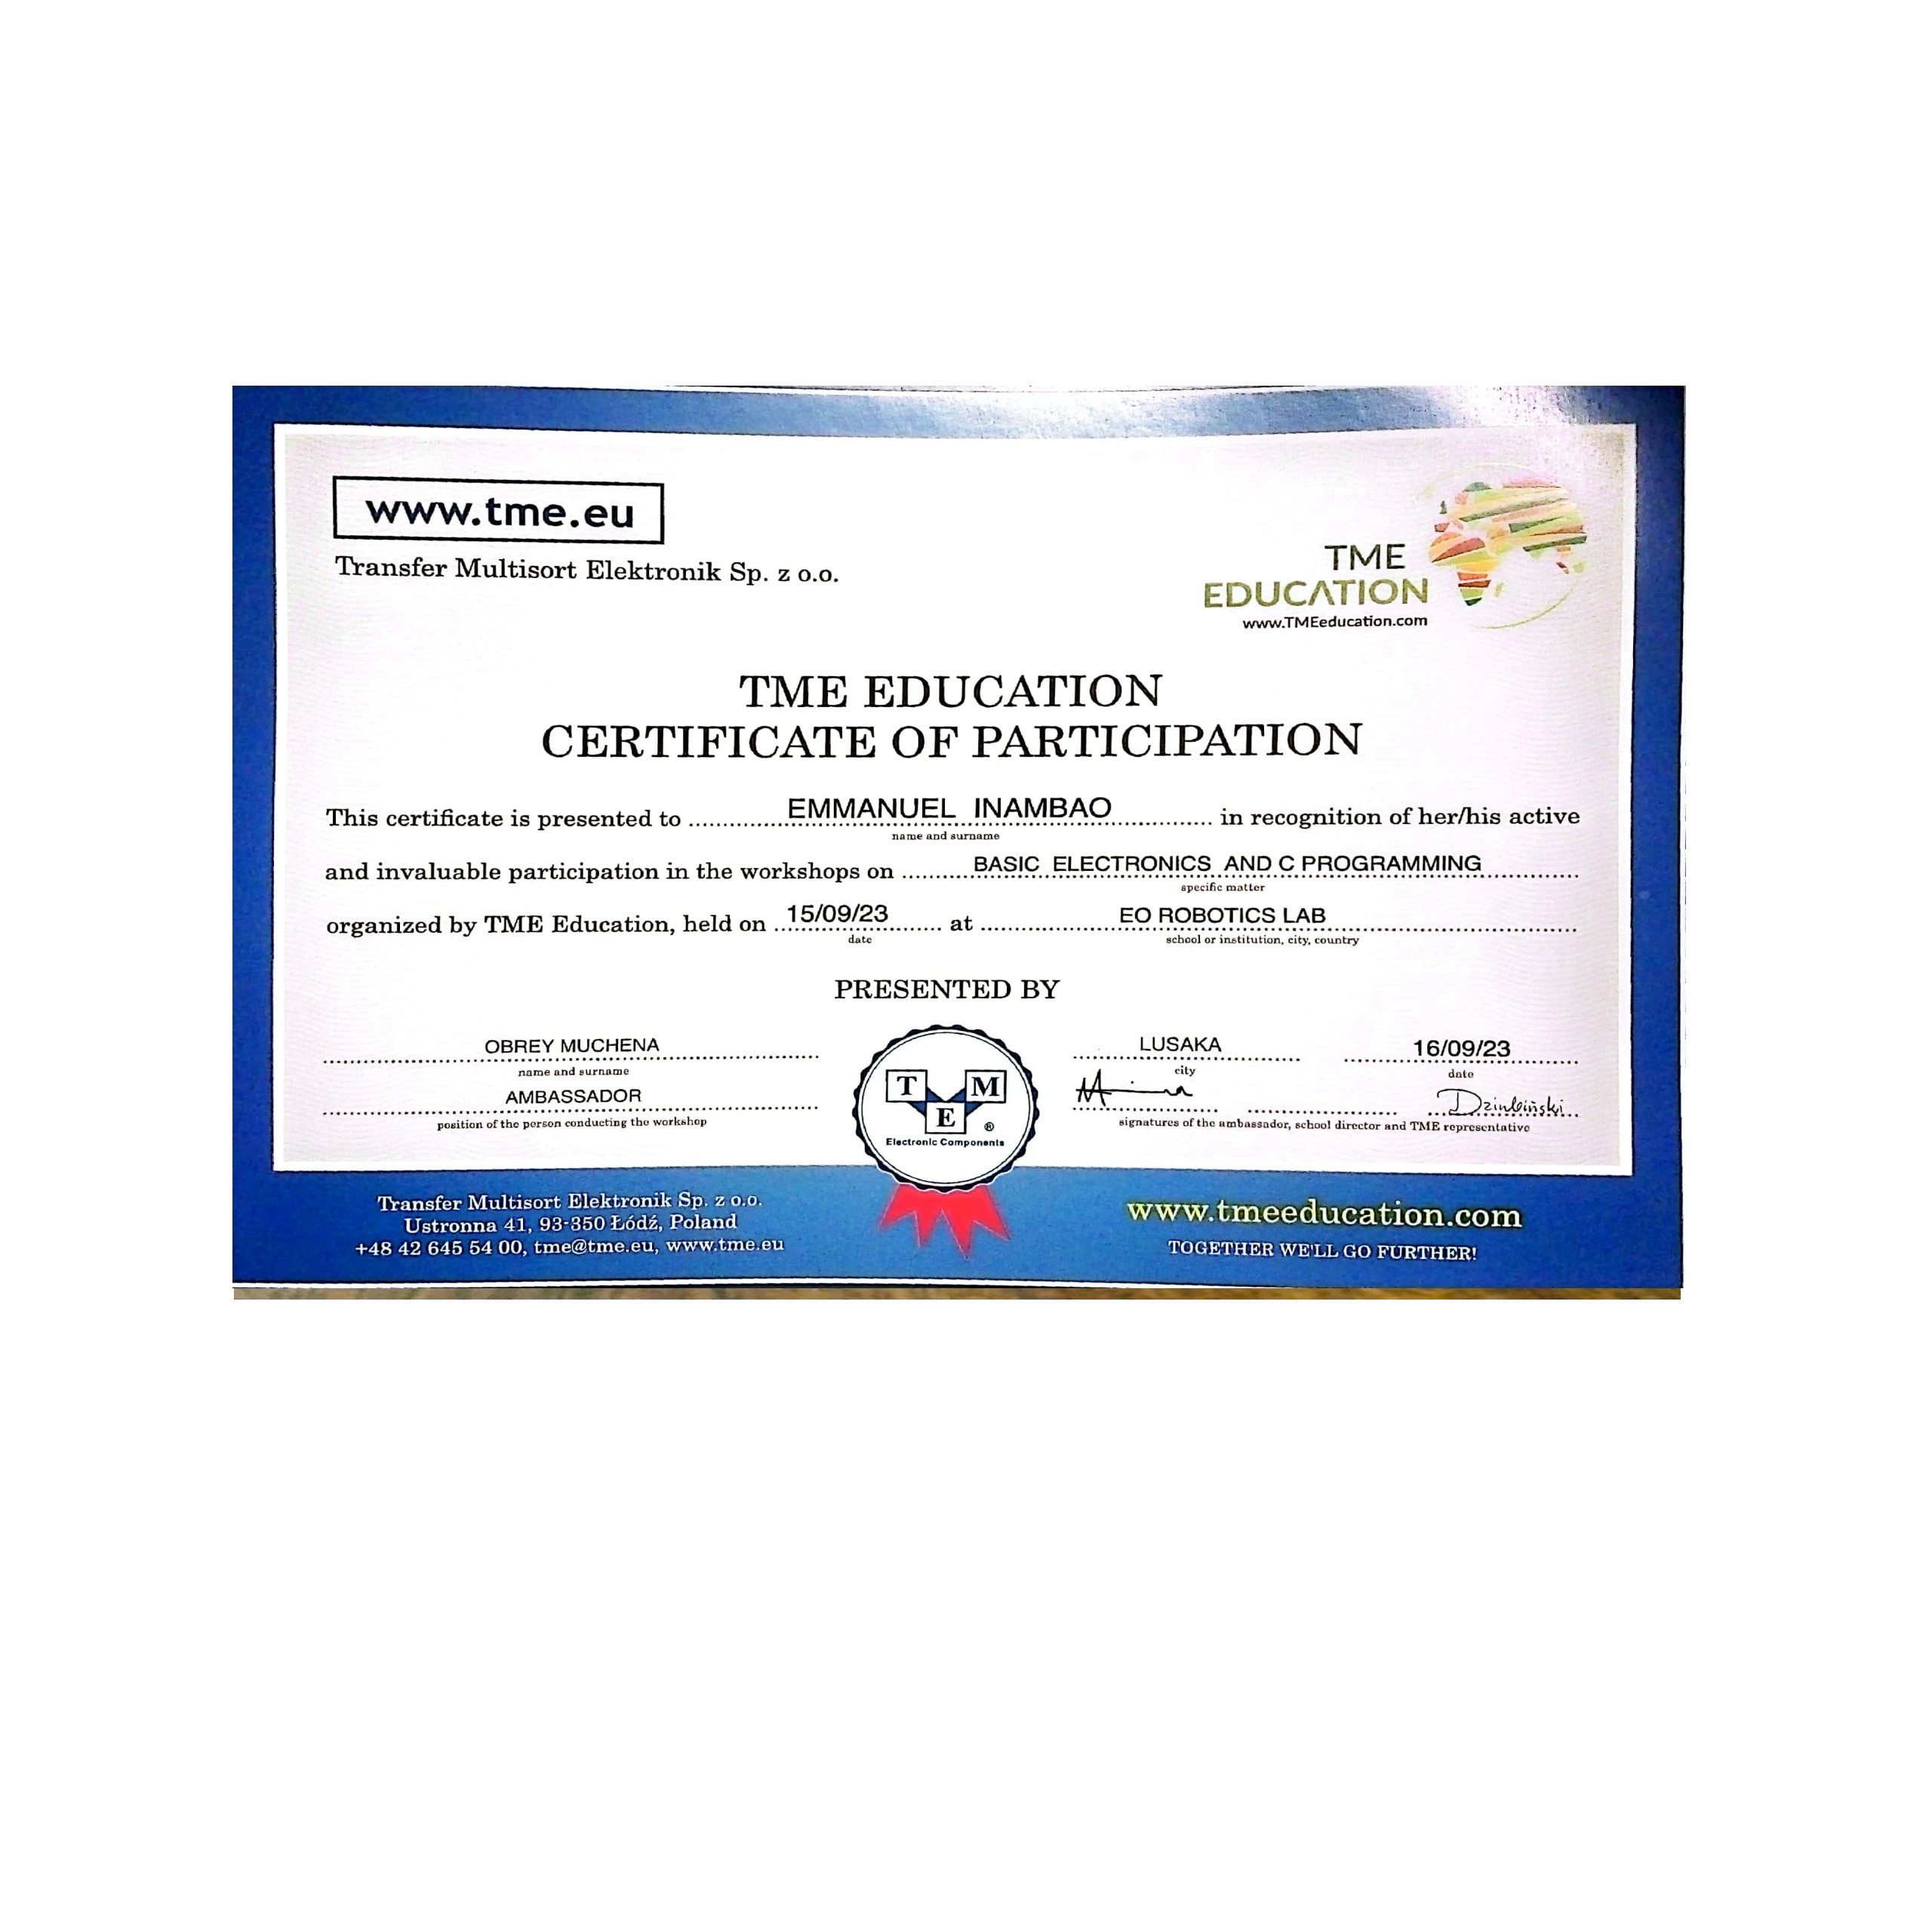 www.tme.eu
Transfer Multisort Elektronik Sp. z o.o.
TME
EDUCATION
www.TMEeducation.com
TME EDUCATION
CERTIFICATE OF PARTICIPATION
This certificate is presented to EMMANUEL INAMBAO in recognition of her/his active
name and surname
and invaluable participation in the workshops on BASIC ELECTRONICS AND C PROGRAMMING
specific matter
organized by TME Education, held on 15/09/23 at EO ROBOTICS LAB
date school or institution, city, country
PRESENTED BY
OBREY MUCHENA
name and surname
AMBASSADOR
position of the person conducting the workshop
T M
E ®
Electronic Components
LUSAKA 16/09/23
city date
Dziubiński
signatures of the ambassador, school director and TME representative
Transfer Multisort Elektronik Sp. z o.o.
Ustronna 41, 93-350 Łódź, Poland
+48 42 645 54 00, tme@tme.eu, www.tme.eu
www.tmeeducation.com
TOGETHER WE'LL GO FURTHER!